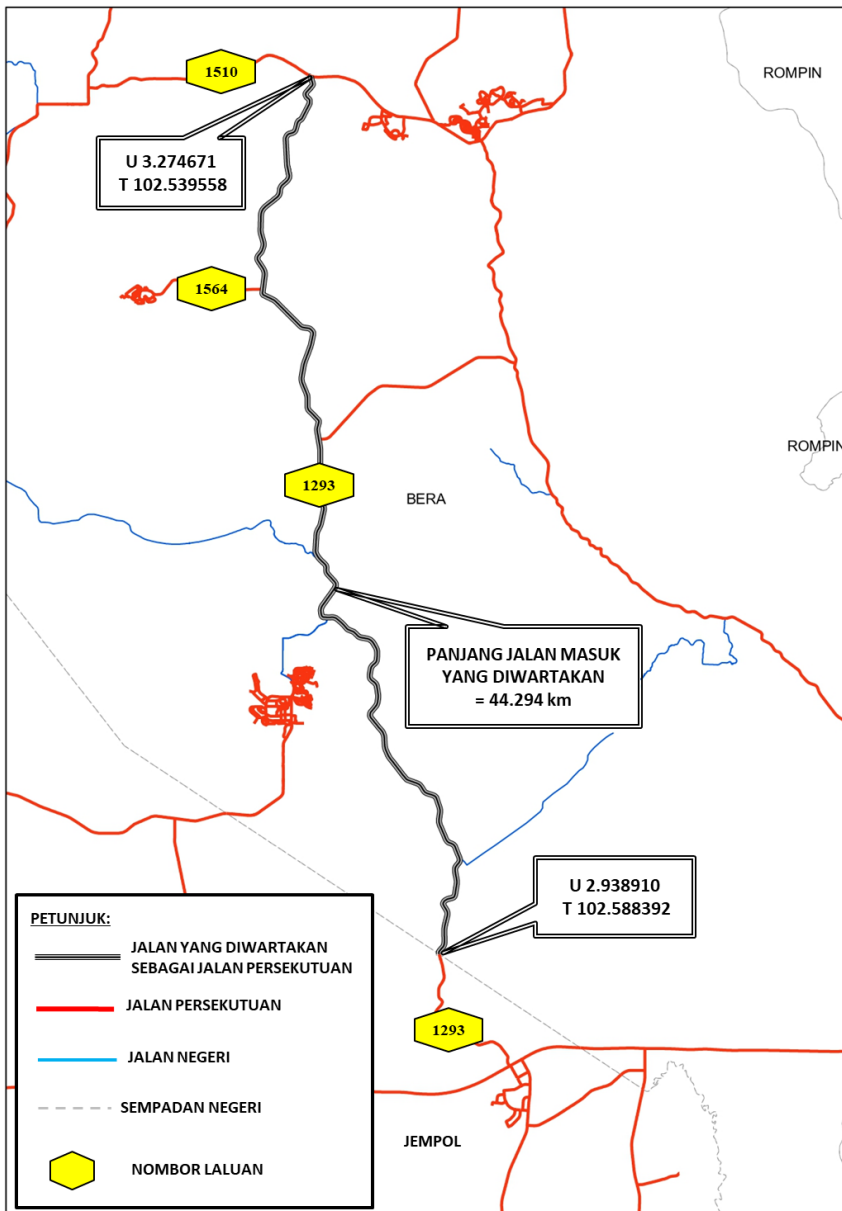 1510
ROMPIN
U 3.274671
T 102.539558
1564
ROMPIN
1293
BERA
PANJANG JALAN MASUK
YANG DIWARTAKAN
= 44.294 km
U 2.938910
T 102.588392
PETUNJUK:
JALAN YANG DIWARTAKAN
SEBAGAI JALAN PERSEKUTUAN
JALAN PERSEKUTUAN
JALAN NEGERI
SEMPADAN NEGERI
NOMBOR LALUAN
1293
JEMPOL